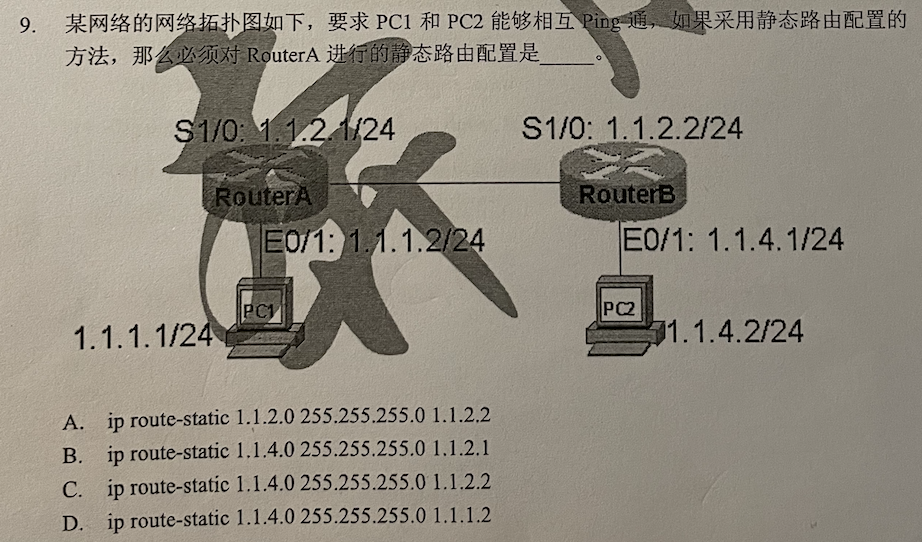 9. 某网络的网络拓扑图如下，要求 PC1 和 PC2 能够相互 Ping 通，如果采用静态路由配置的
方法，那么必须对 RouterA 进行的静态路由配置是_____。
S1/0: 1.1.2.1/24 S1/0: 1.1.2.2/24
RouterA RouterB
E0/1: 1.1.1.2/24 E0/1: 1.1.4.1/24
PC1 PC2
1.1.1.1/24 1.1.4.2/24
A. ip route-static 1.1.2.0 255.255.255.0 1.1.2.2
B. ip route-static 1.1.4.0 255.255.255.0 1.1.2.1
C. ip route-static 1.1.4.0 255.255.255.0 1.1.2.2
D. ip route-static 1.1.4.0 255.255.255.0 1.1.1.2